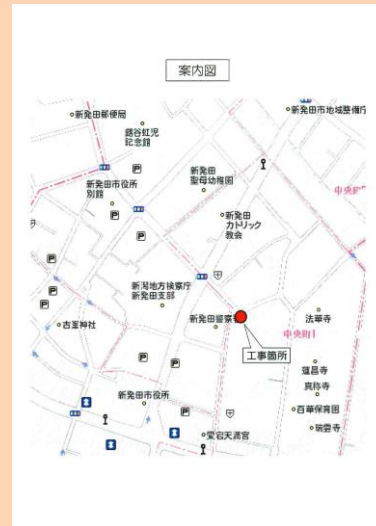 案内図
新発田郵便局
新発田市地域整備庁
蕗谷虹児
記念館
新発田
聖母幼稚園
新発田市役所
別館
中央町
新発田
カトリック
教会
新潟地方検察庁
新発田支部
古峯神社
新発田警察署
法華寺
中央町1
工事箇所
蓮昌寺
真称寺
新発田市役所
百華保育園
愛宕天満宮
瑞雲寺